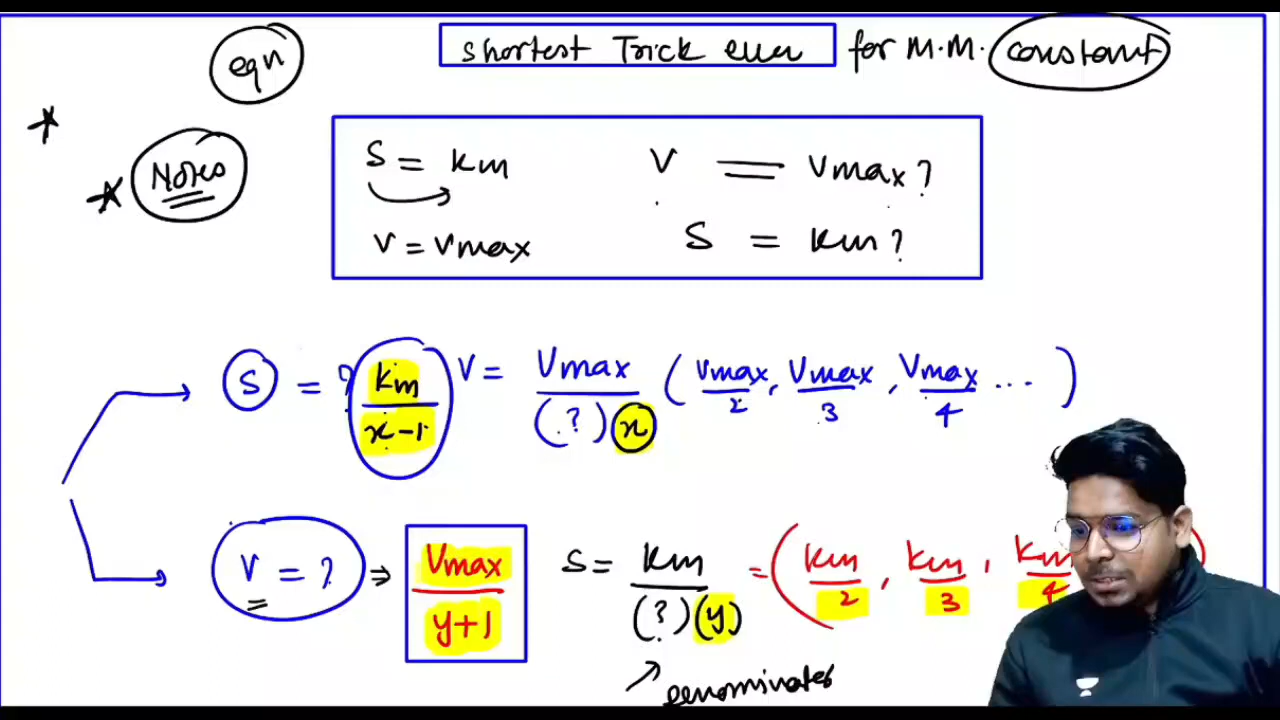 eqn
shortest Trick ever for M.M. constant
Notes
S = km V = Vmax?
V = Vmax S = km?
S = ? km/x-1 V = Vmax/(?) x (Vmax/2, Vmax/3, Vmax/4 ...)
V = ? ⇒ Vmax/y+1 S = km/(?)(y) = (km/2, km/3, km/4